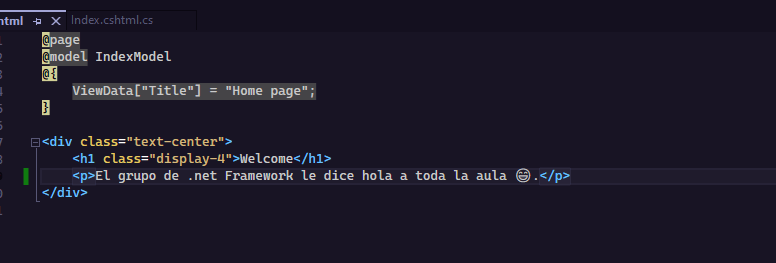 html
Index.cshtml.cs
@page
@model IndexModel
@{
ViewData["Title"] = "Home page";
}
<div class="text-center">
<h1 class="display-4">Welcome</h1>
<p>El grupo de .net Framework le dice hola a toda la aula 😄.</p>
</div>